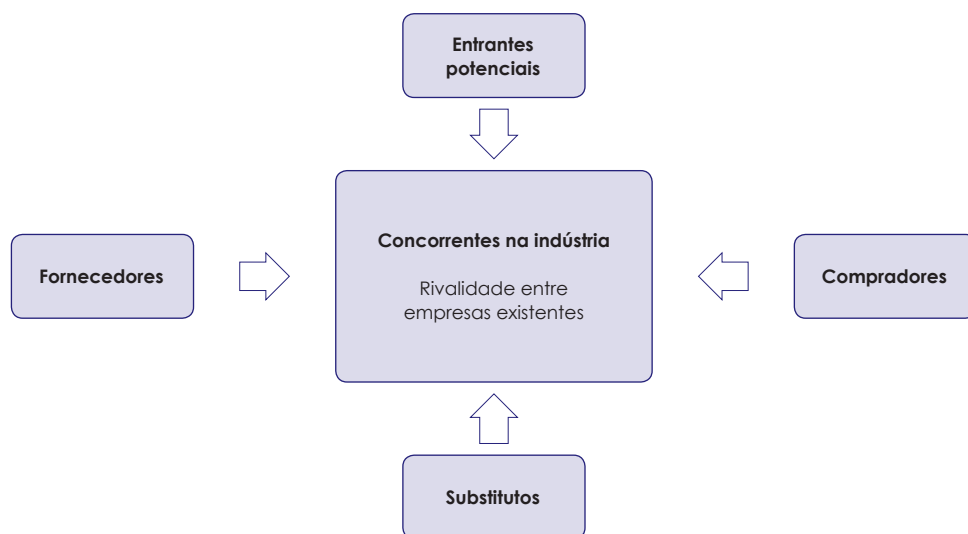 Entrantes
potenciais
Concorrentes na indústria
Rivalidade entre
empresas existentes
Fornecedores
Compradores
Substitutos